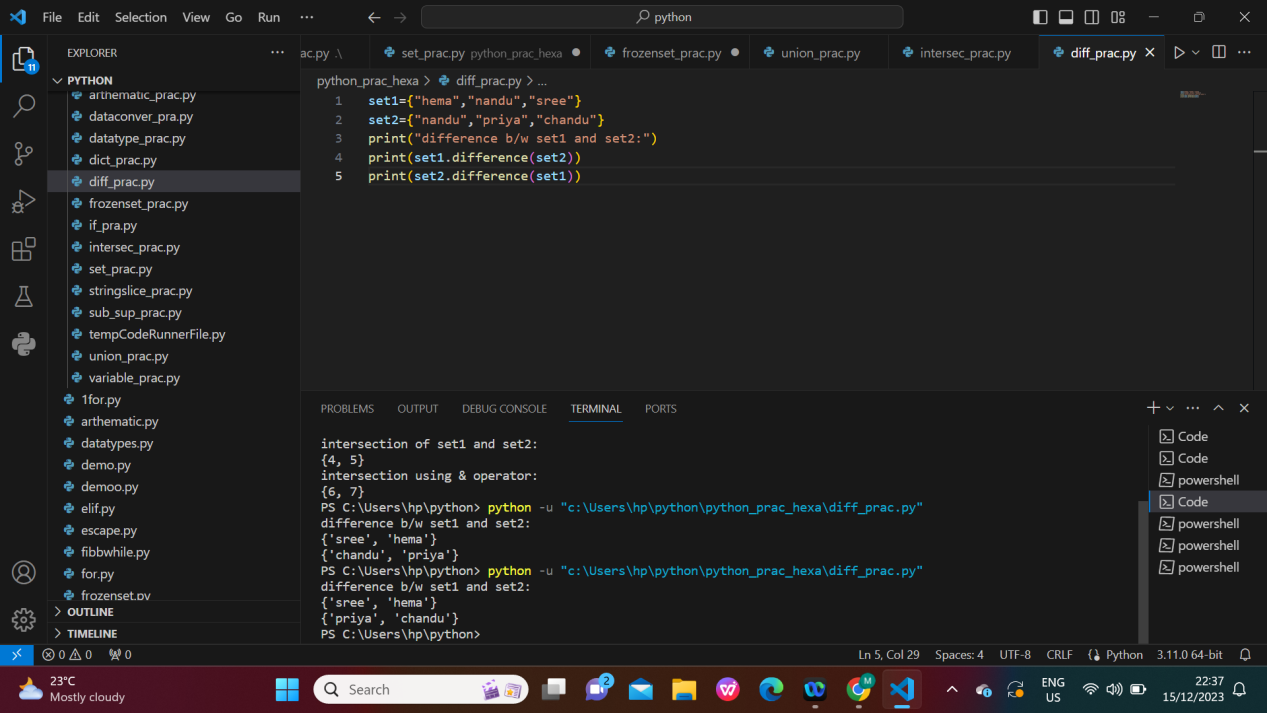 File Edit Selection View Go Run ··· python
EXPLORER ···
PYTHON
arthematic_prac.py
dataconver_pra.py
datatype_prac.py
dict_prac.py
diff_prac.py
frozenset_prac.py
if_pra.py
intersec_prac.py
set_prac.py
stringslice_prac.py
sub_sup_prac.py
tempCodeRunnerFile.py
union_prac.py
variable_prac.py
1for.py
arthematic.py
datatypes.py
demo.py
demoo.py
elif.py
escape.py
fibbwhile.py
for.py
frozenset.py
OUTLINE
TIMELINE
11
ac.py .\ set_prac.py python_prac_hexa frozenset_prac.py union_prac.py intersec_prac.py diff_prac.py
python_prac_hexa > diff_prac.py > ...
1 set1={"hema","nandu","sree"}
2 set2={"nandu","priya","chandu"}
3 print("difference b/w set1 and set2:")
4 print(set1.difference(set2))
5 print(set2.difference(set1))
PROBLEMS OUTPUT DEBUG CONSOLE TERMINAL PORTS
intersection of set1 and set2:
{4, 5}
intersection using & operator:
{6, 7}
PS C:\Users\hp\python> python -u "c:\Users\hp\python\python_prac_hexa\diff_prac.py"
difference b/w set1 and set2:
{'sree', 'hema'}
{'chandu', 'priya'}
PS C:\Users\hp\python> python -u "c:\Users\hp\python\python_prac_hexa\diff_prac.py"
difference b/w set1 and set2:
{'sree', 'hema'}
{'priya', 'chandu'}
PS C:\Users\hp\python>
Code
Code
powershell
Code
powershell
powershell
powershell
0 0 0 Ln 5, Col 29 Spaces: 4 UTF-8 CRLF Python 3.11.0 64-bit
23°C
Mostly cloudy
Search
2
M
ENG
US
22:37
15/12/2023